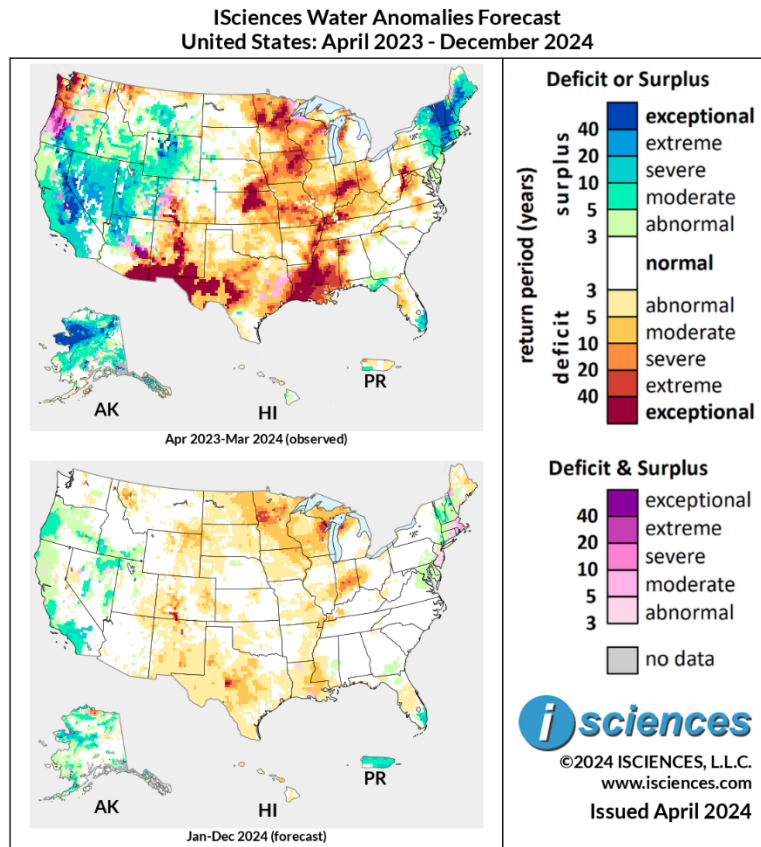 ISciences Water Anomalies Forecast
United States: April 2023 - December 2024
AK
HI
PR
Apr 2023-Mar 2024 (observed)
AK
HI
PR
Jan-Dec 2024 (forecast)
Deficit or Surplus
return period (years)
surplus
deficit
exceptional
40
extreme
20
severe
10
moderate
5
abnormal
3
normal
3
abnormal
5
moderate
10
severe
20
extreme
40
exceptional
Deficit & Surplus
exceptional
40
extreme
20
severe
10
moderate
5
abnormal
3
no data
i sciences
©2024 ISCIENCES, L.L.C.
www.isciences.com
Issued April 2024